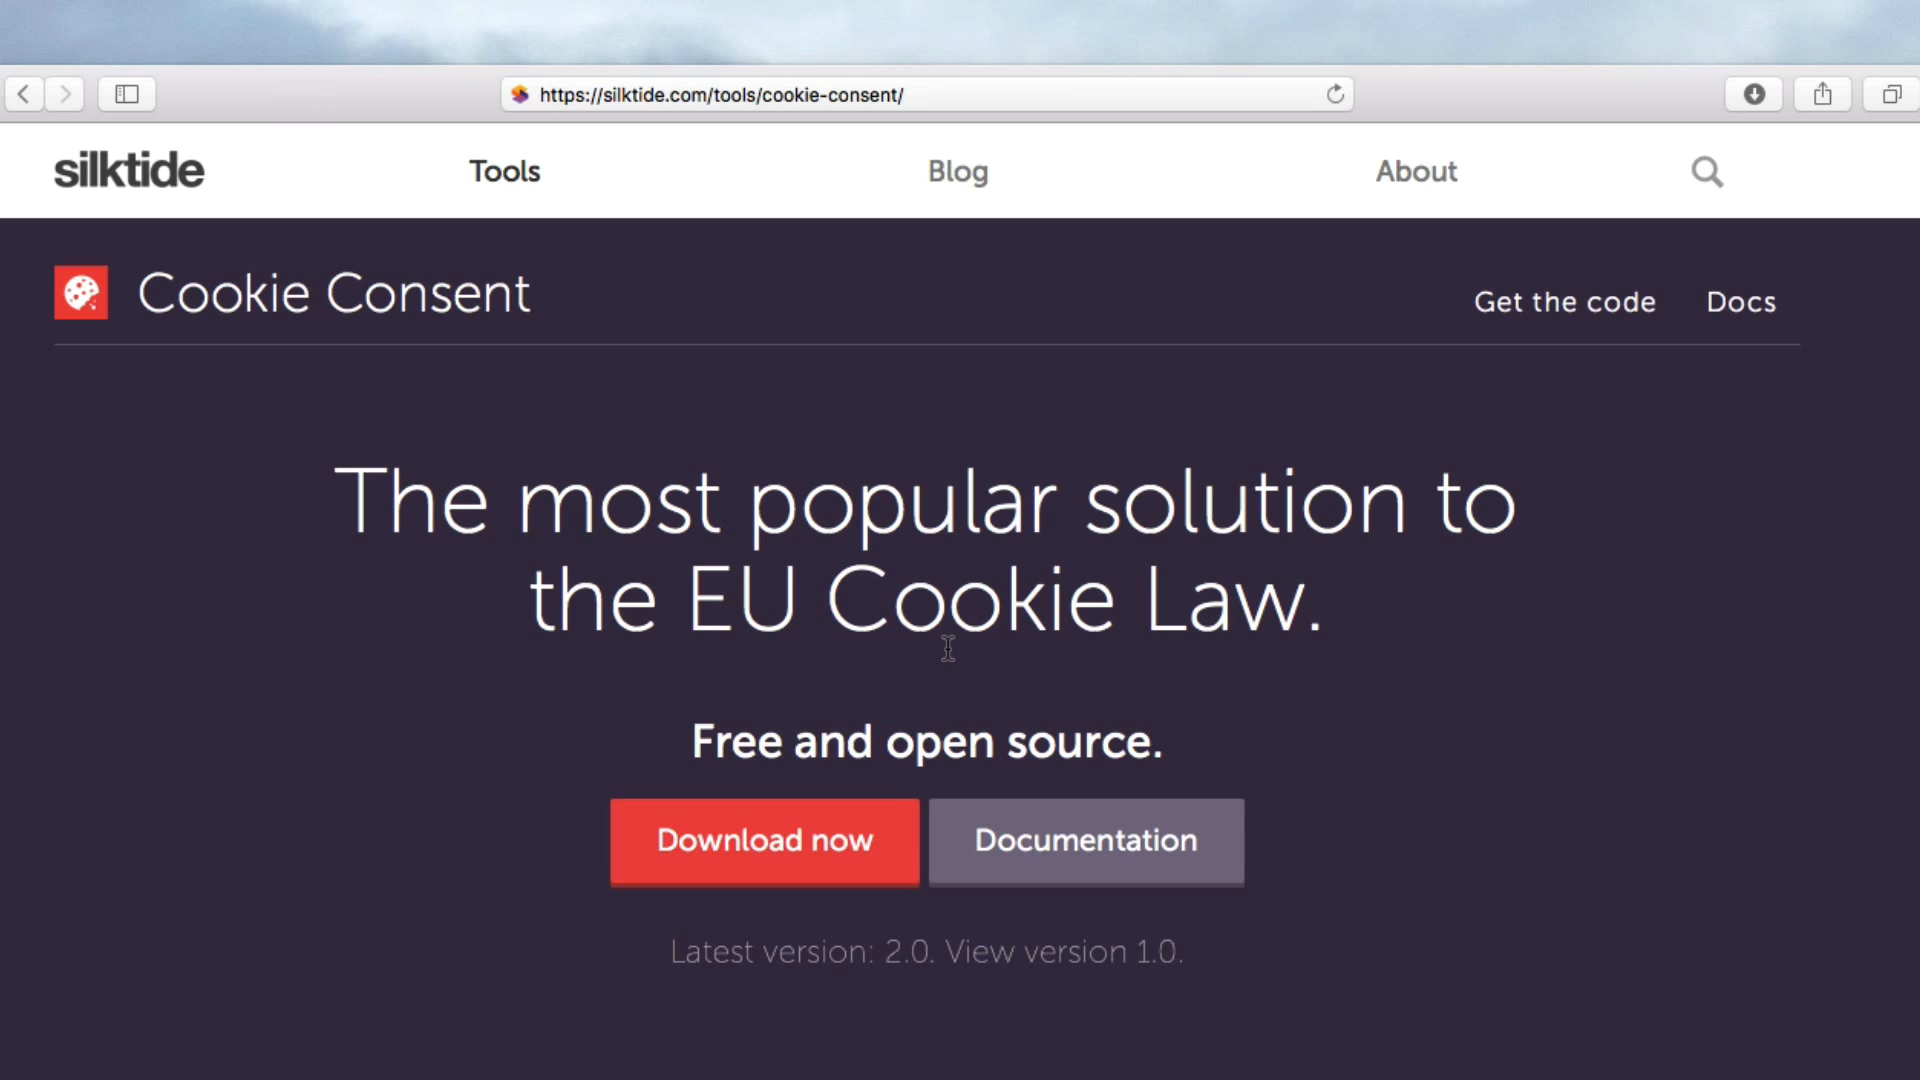 https://silktide.com/tools/cookie-consent/
silktide
Tools
Blog
About
Cookie Consent
Get the code
Docs
The most popular solution to
the EU Cookie Law.
Free and open source.
Download now
Documentation
Latest version: 2.0. View version 1.0.